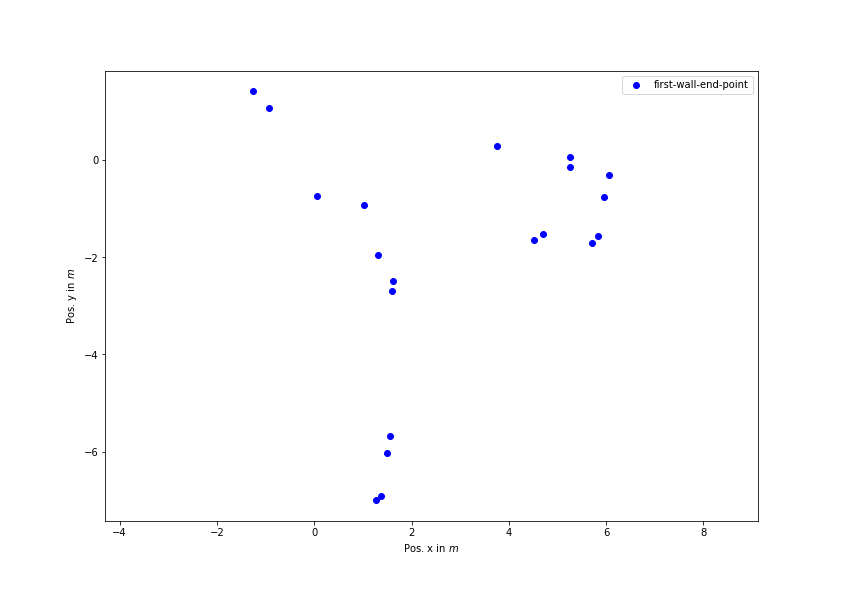 first-wall-end-point
0
−2
−4
−6
Pos. y in m
−4 −2 0 2 4 6 8
Pos. x in m